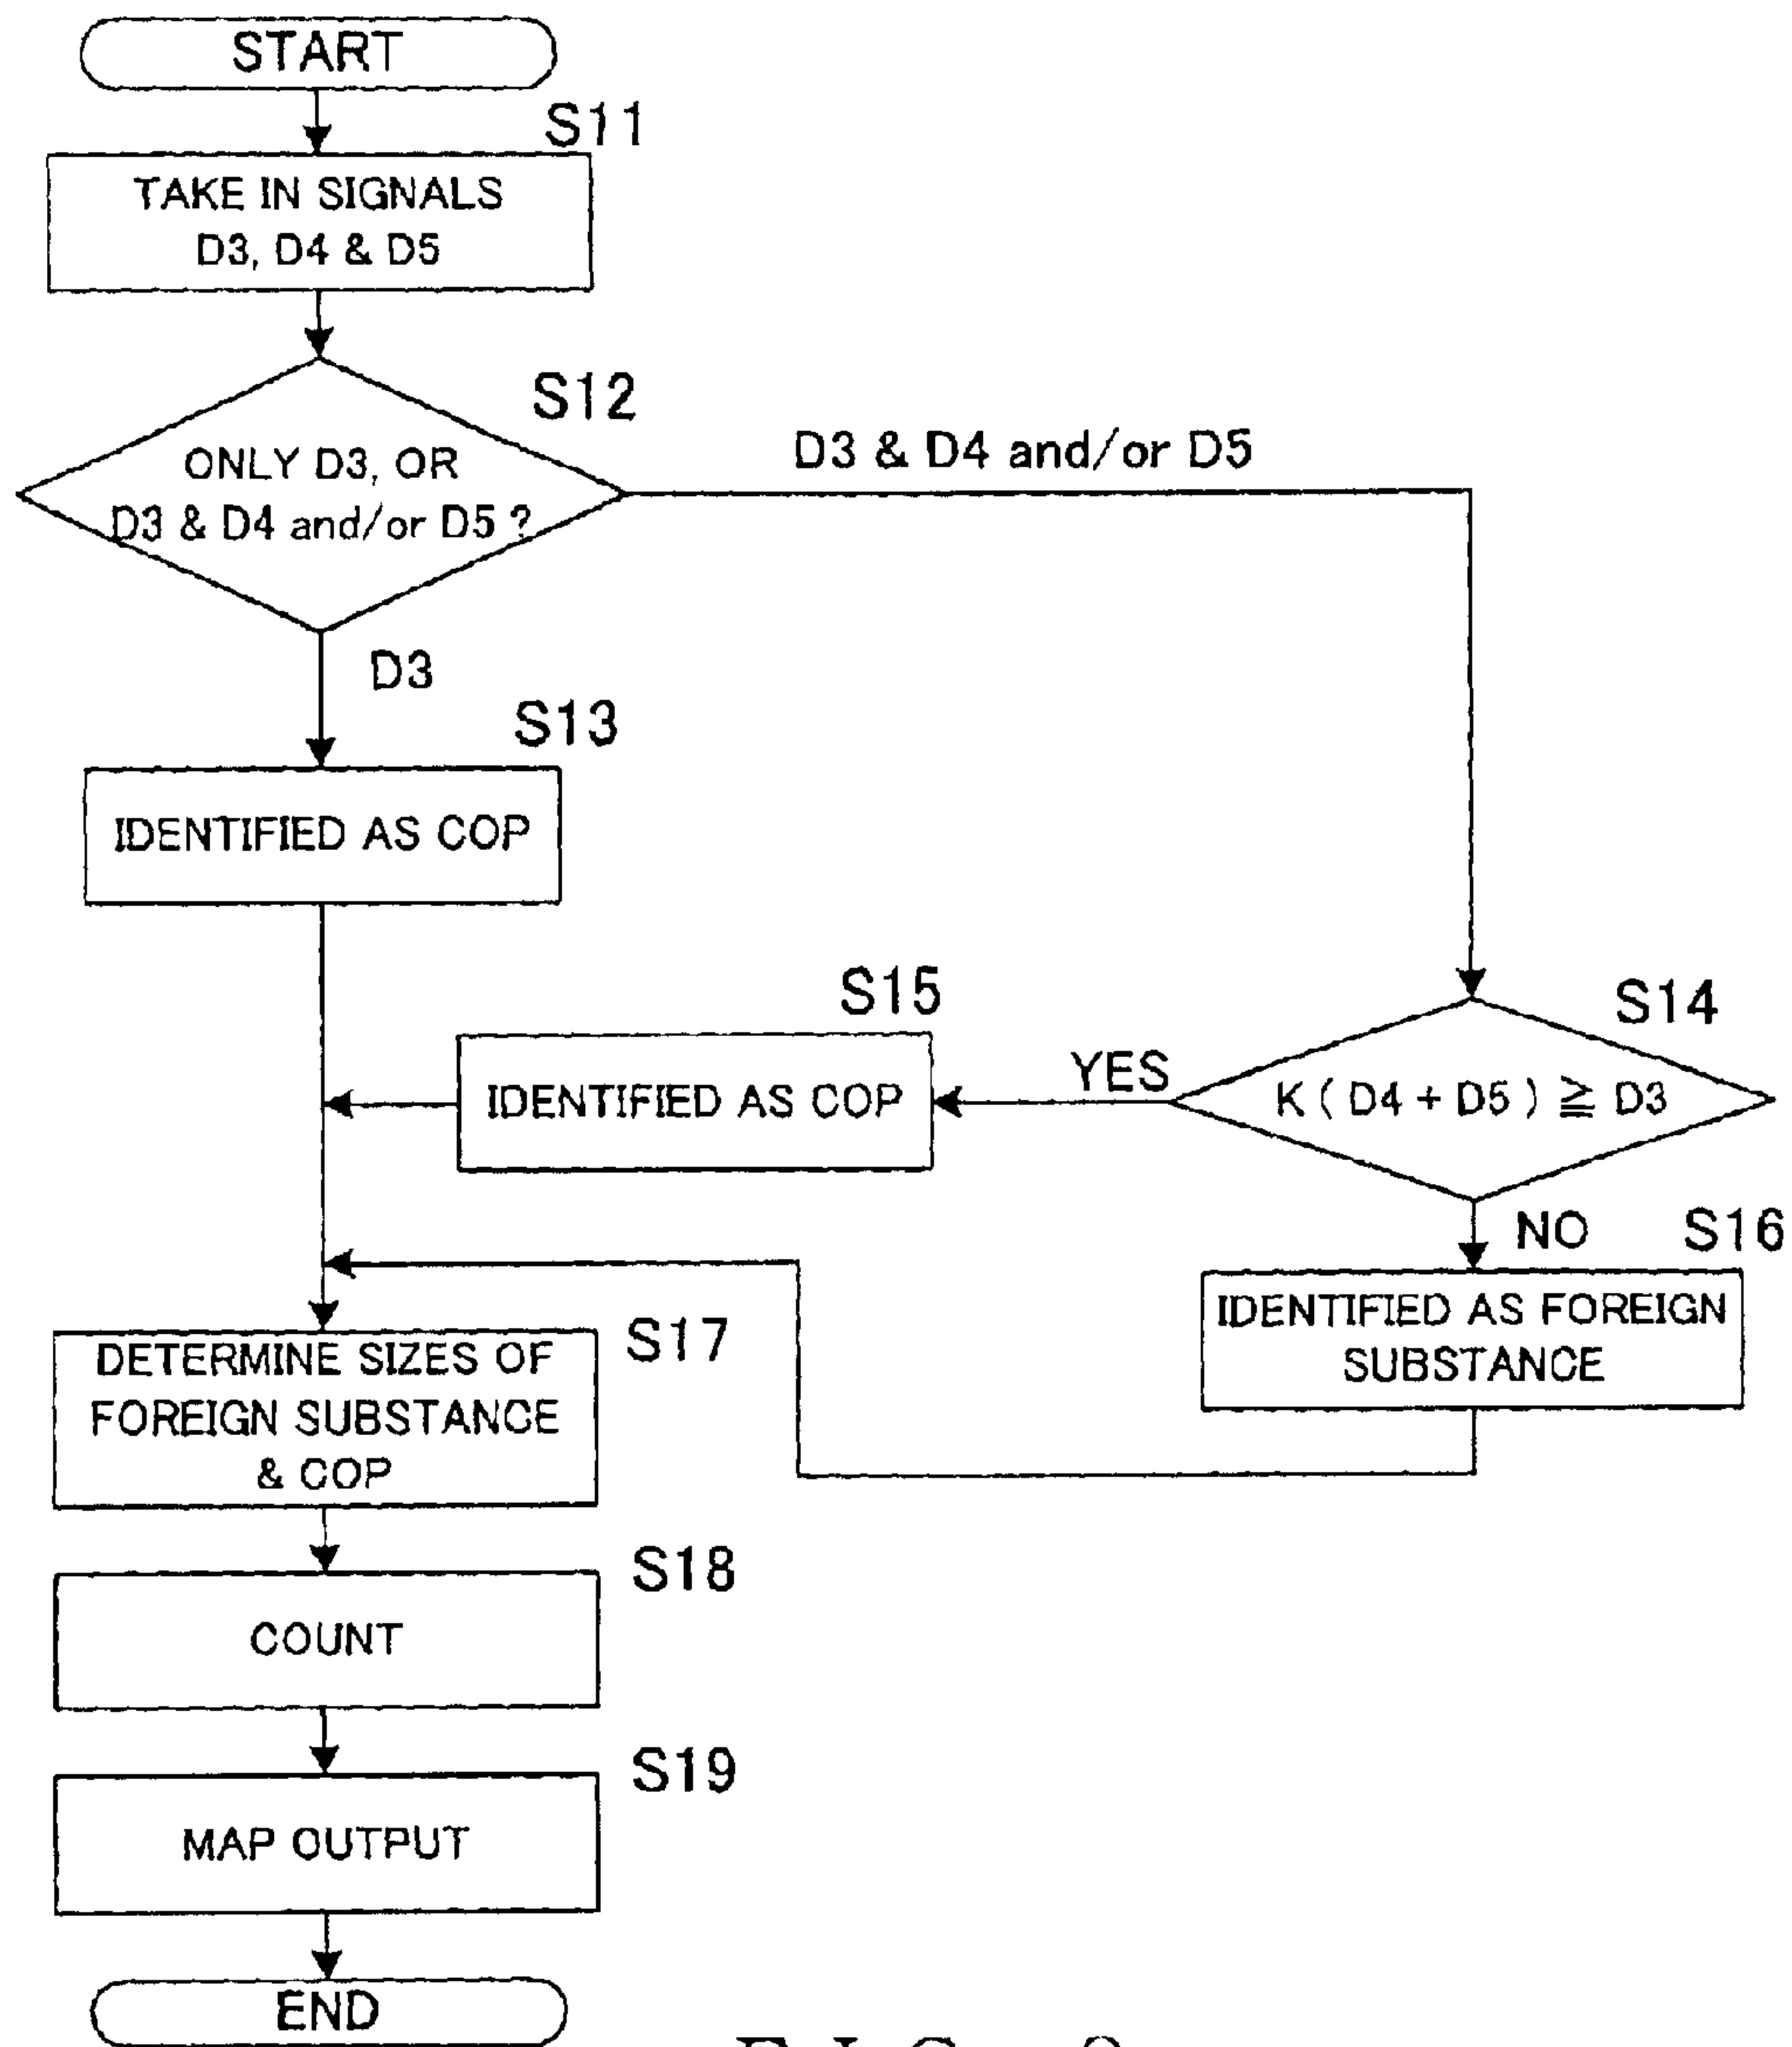 START
S11
TAKE IN SIGNALS
D3, D4 & D5
S12
ONLY D3, OR
D3 & D4 and/or D5 ?
D3 & D4 and/or D5
D3
S13
IDENTIFIED AS COP
S14
K ( D4 + D5 ) ≧ D3
YES
S15
IDENTIFIED AS COP
NO
S16
IDENTIFIED AS FOREIGN
SUBSTANCE
S17
DETERMINE SIZES OF
FOREIGN SUBSTANCE
& COP
S18
COUNT
S19
MAP OUTPUT
END